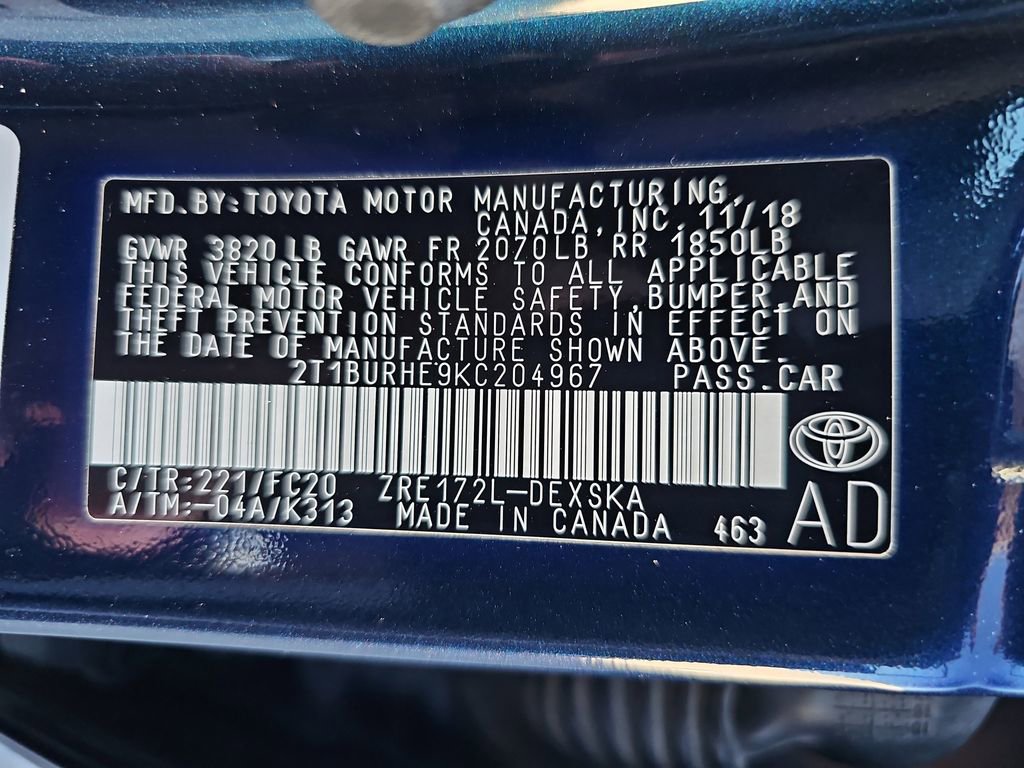 MFD.BY:TOYOTA MOTOR MANUFACTURING,
CANADA,INC. 11/18
GVWR 3820LB GAWR FR 2070LB RR 1850LB
THIS VEHICLE CONFORMS TO ALL APPLICABLE
FEDERAL MOTOR VEHICLE SAFETY,BUMPER,AND
THEFT PREVENTION STANDARDS IN EFFECT ON
THE DATE OF MANUFACTURE SHOWN ABOVE.
2T1BURHE9KC204967 PASS.CAR
C/TR:221/FC20 ZRE172L-DEXSKA
A/TM:-04A/K313 MADE IN CANADA 463 AD